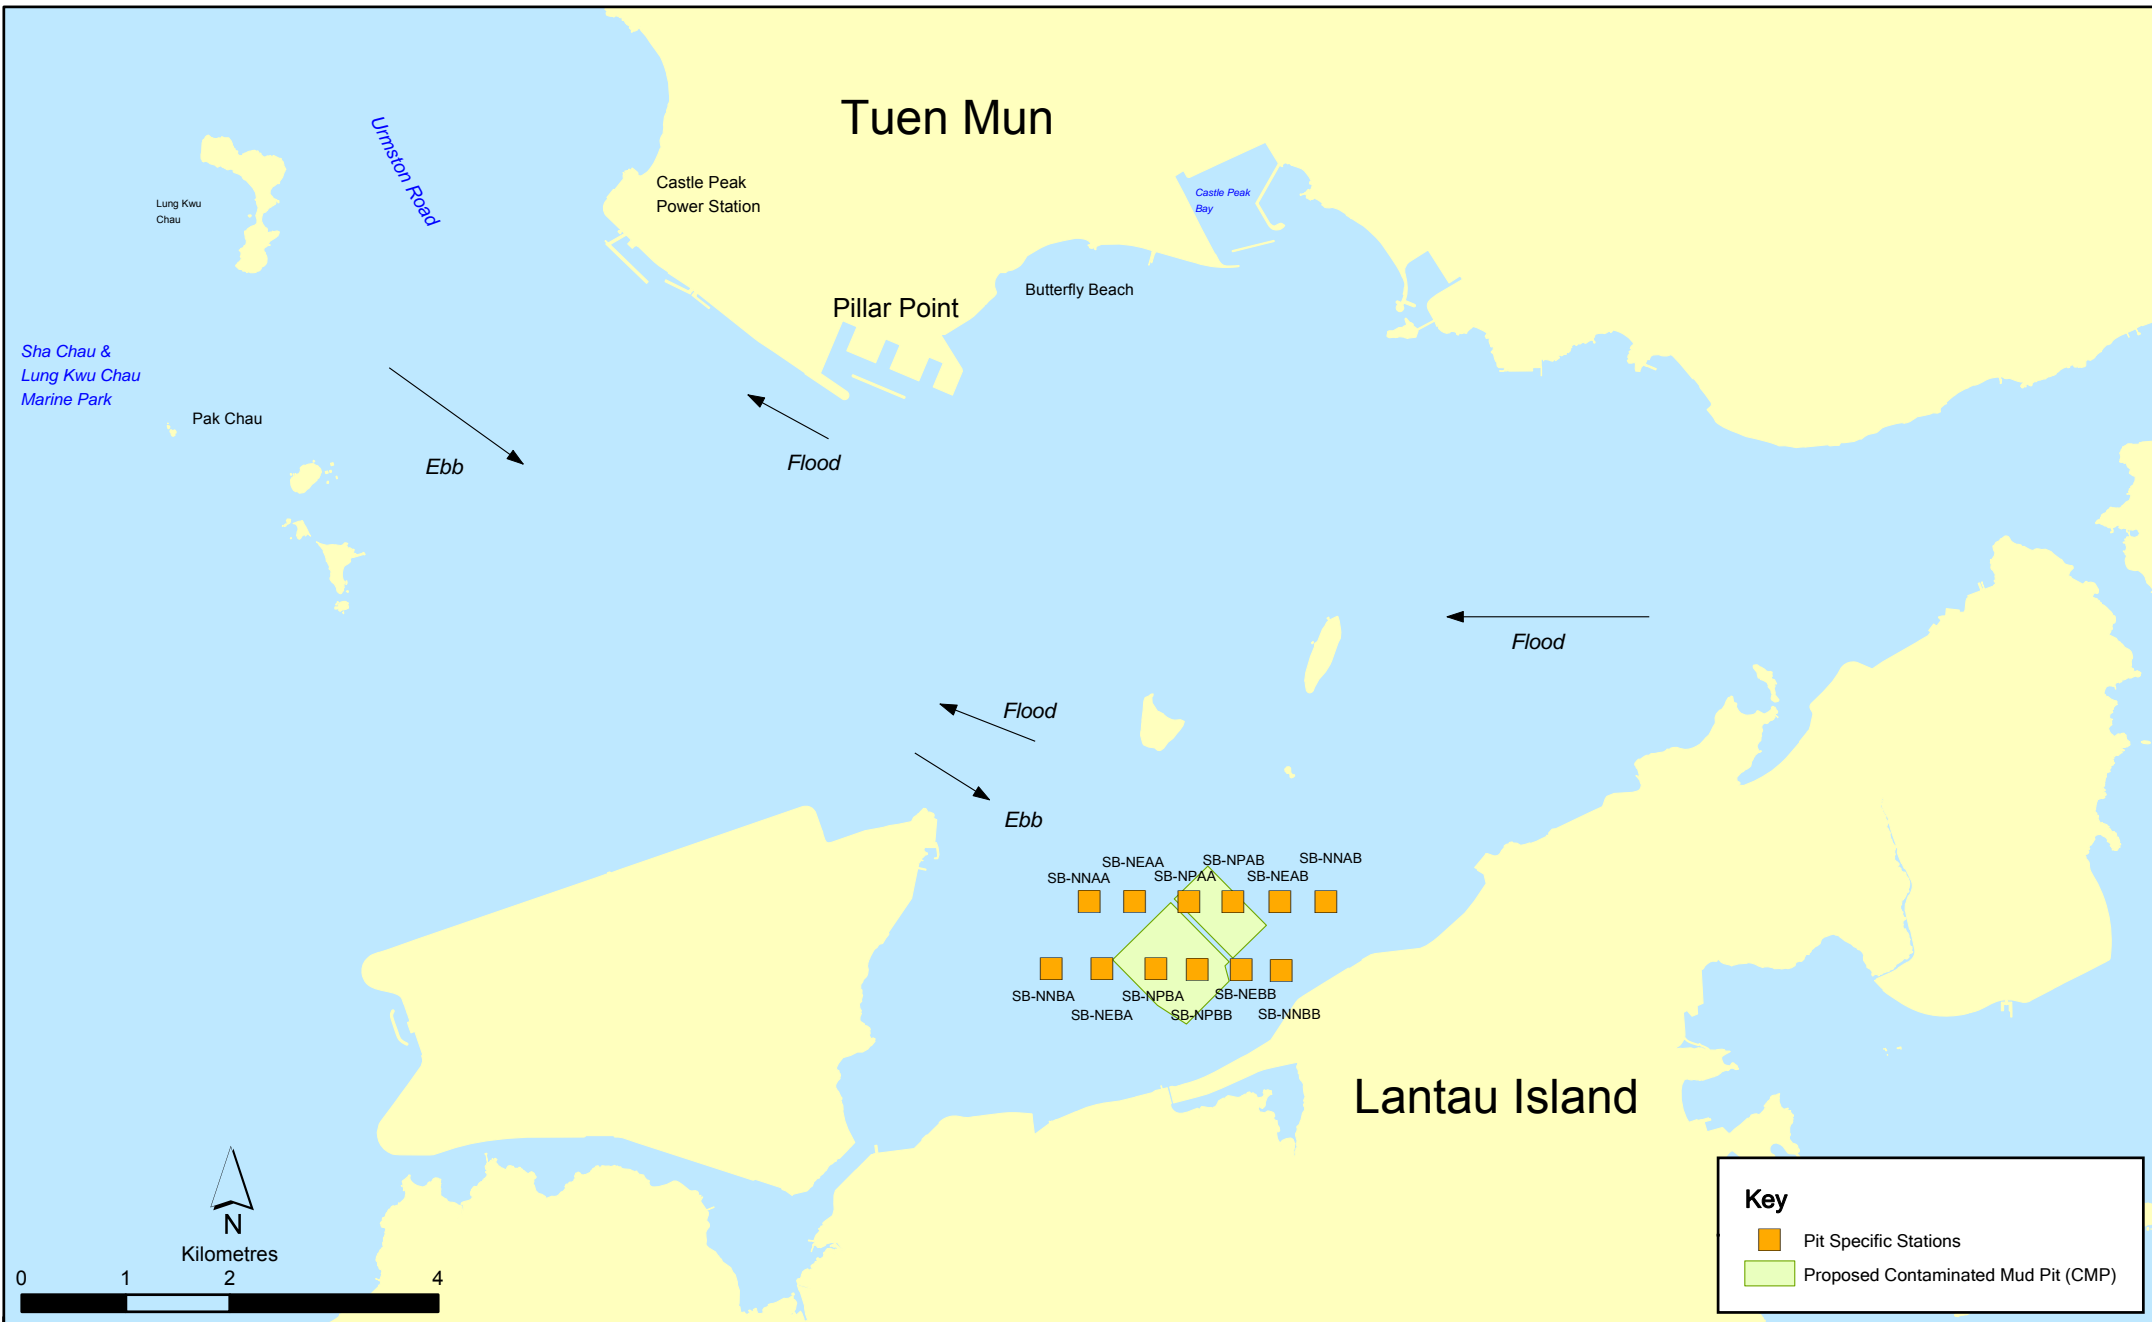 Tuen Mun
Urmston Road
Castle Peak
Power Station
Castle Peak
Bay
Lung Kwu
Chau
Butterfly Beach
Pillar Point
Sha Chau &
Lung Kwu Chau
Marine Park
Pak Chau
Ebb
Flood
Flood
Flood
Ebb
SB-NEAA
SB-NPAB
SB-NNAB
SB-NNAA
SB-NPAA
SB-NEAB
SB-NNBA
SB-NPBA
SB-NEBB
SB-NEBA
SB-NPBB
SB-NNBB
Lantau Island
N
Kilometres
0 1 2 4
Key
Pit Specific Stations
Proposed Contaminated Mud Pit (CMP)